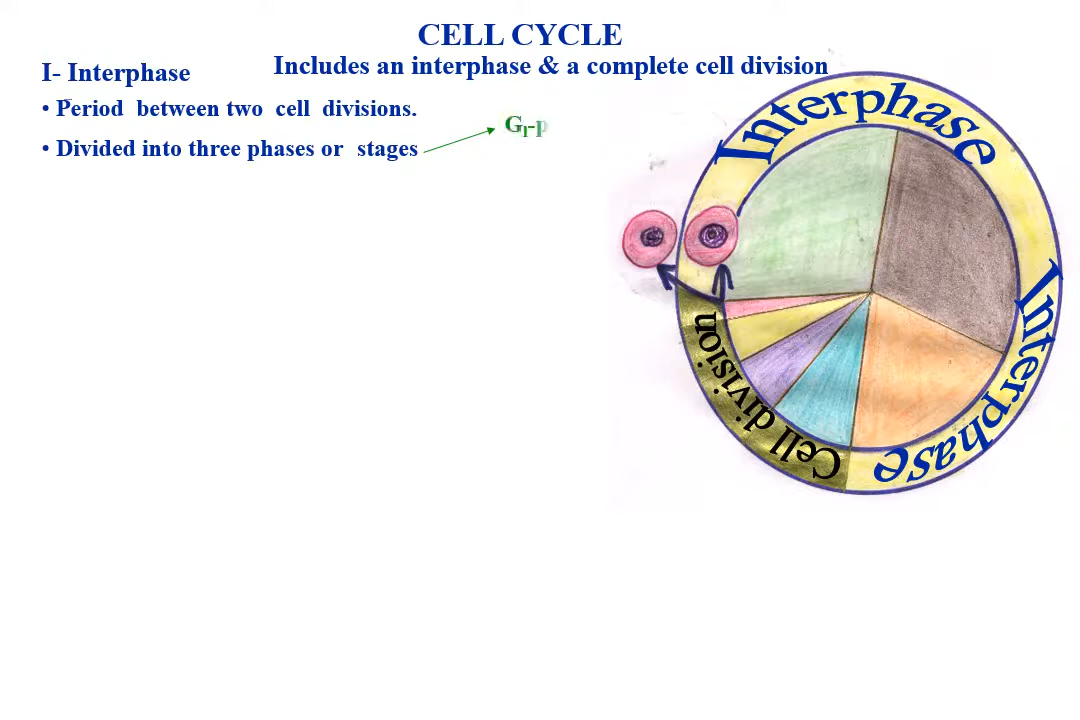 CELL CYCLE
Includes an interphase & a complete cell division
I- Interphase
• Period between two cell divisions.
• Divided into three phases or stages
G₁-p
Interphase
Interphase
Cell division